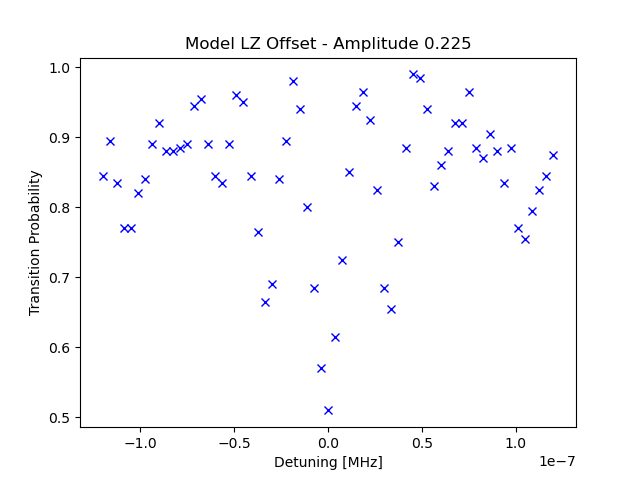 Model LZ Offset - Amplitude 0.225
Transition Probability
1.0
0.9
0.8
0.7
0.6
0.5
−1.0 −0.5 0.0 0.5 1.0
1e−7
Detuning [MHz]